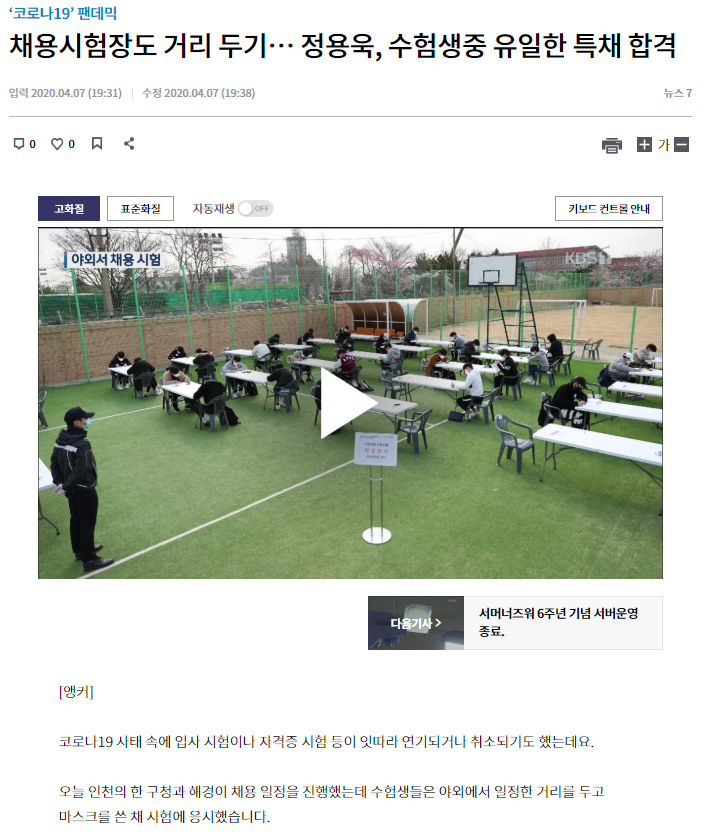 ‘코로나19’ 팬데믹
채용시험장도 거리 두기… 정용욱, 수험생중 유일한 특채 합격
입력 2020.04.07 (19:31) | 수정 2020.04.07 (19:38) 뉴스 7
0 0 가
고화질 표준화질 자동재생 OFF 키보드 컨트롤 안내
야외서 채용 시험 KBS
다음기사 >
서머너즈워 6주년 기념 서버운영
종료.
[앵커]
코로나19 사태 속에 입사 시험이나 자격증 시험 등이 잇따라 연기되거나 취소되기도 했는데요.
오늘 인천의 한 구청과 해경이 채용 일정을 진행했는데 수험생들은 야외에서 일정한 거리를 두고
마스크를 쓴 채 시험에 응시했습니다.